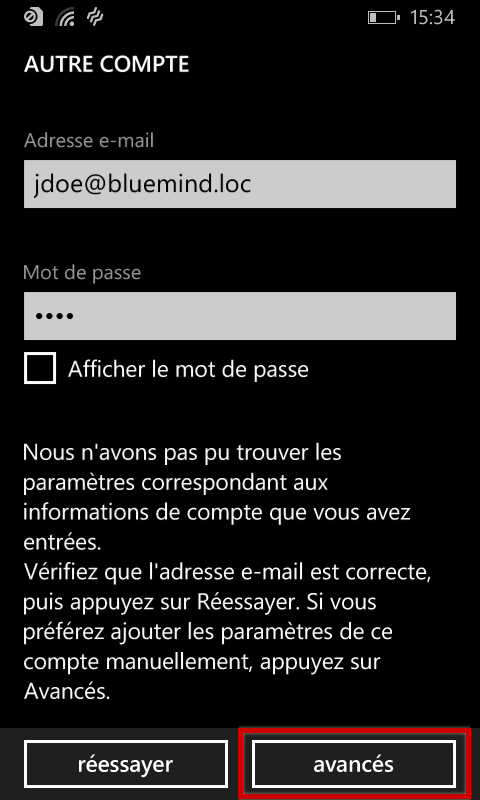 15:34
AUTRE COMPTE
Adresse e-mail
jdoe@bluemind.loc
Mot de passe
••••
Afficher le mot de passe
Nous n'avons pas pu trouver les
paramètres correspondant aux
informations de compte que vous avez
entrées.
Vérifiez que l'adresse e-mail est correcte,
puis appuyez sur Réessayer. Si vous
préférez ajouter les paramètres de ce
compte manuellement, appuyez sur
Avancés.
réessayer
avancés